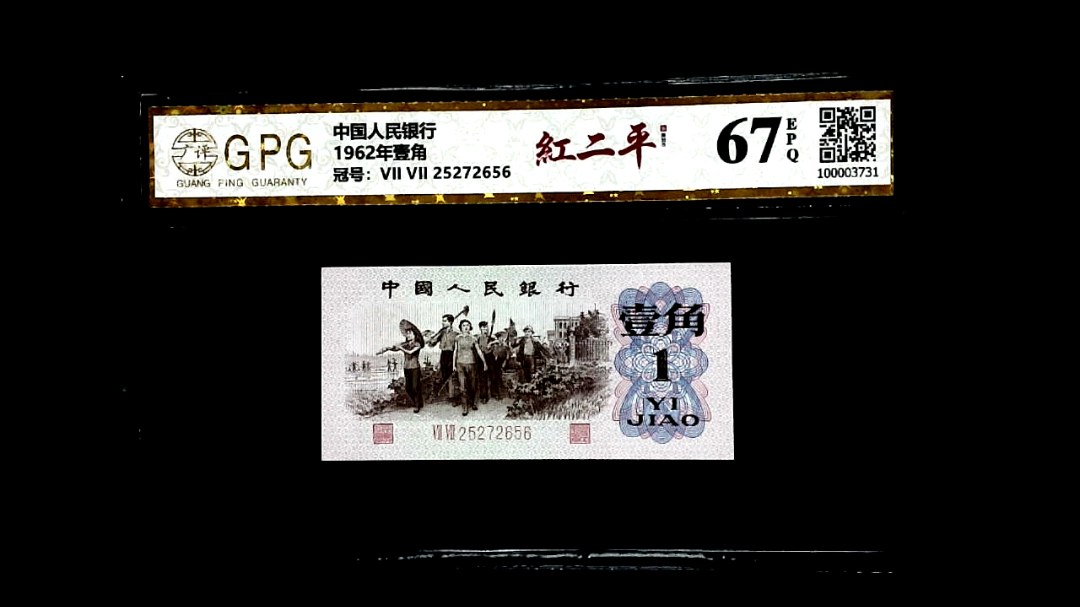 广评
GPG
GUANG PING GUARANTY
中国人民银行
1962年壹角
冠号：VII VII 25272656
紅二平
67
EPQ
100003731
中國人民銀行
壹角
1
YI
JIAO
VII VII 25272656